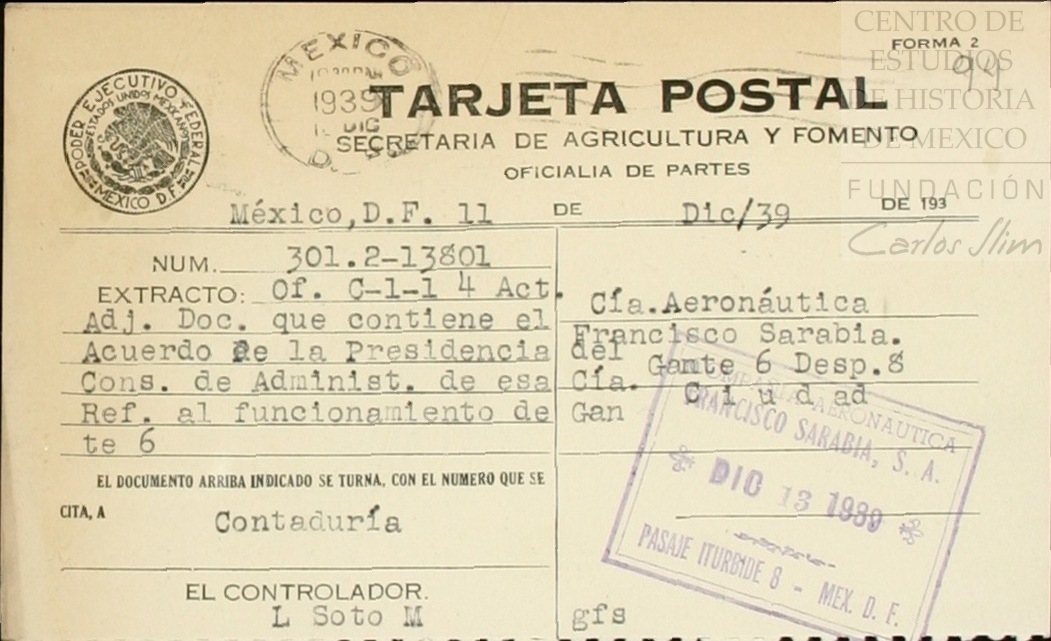 CENTRO DE
ESTUDIOS
DE HISTORIA
DE MEXICO
FUNDACIÓN
Carlos Slim
FORMA 2
94
PODER EJECUTIVO FEDERAL
ESTADOS UNIDOS MEXICANOS
MEXICO D.F.
MEXICO
1939
DIC
TARJETA POSTAL
SECRETARIA DE AGRICULTURA Y FOMENTO
OFICIALIA DE PARTES
México,D.F. 11 DE Dic/39 DE 193
NUM. 301.2-13801
EXTRACTO: Of. C-1-1 4 Act.
Adj. Doc. que contiene el
Acuerdo de la Presidencia del
Cons. de Administ. de esa Cía.
Ref. al funcionamiento de Gan
te 6
Cía.Aeronáutica
Francisco Sarabia.
Gante 6 Desp.8
C i u d ad
EL DOCUMENTO ARRIBA INDICADO SE TURNA, CON EL NUMERO QUE SE
CITA, A Contaduría
EL CONTROLADOR.
L Soto M gfs
COMPAÑIA AERONAUTICA
FRANCISCO SARABIA, S. A.
DIC 13 1939
PASAJE ITURBIDE 8 - MEX. D. F.